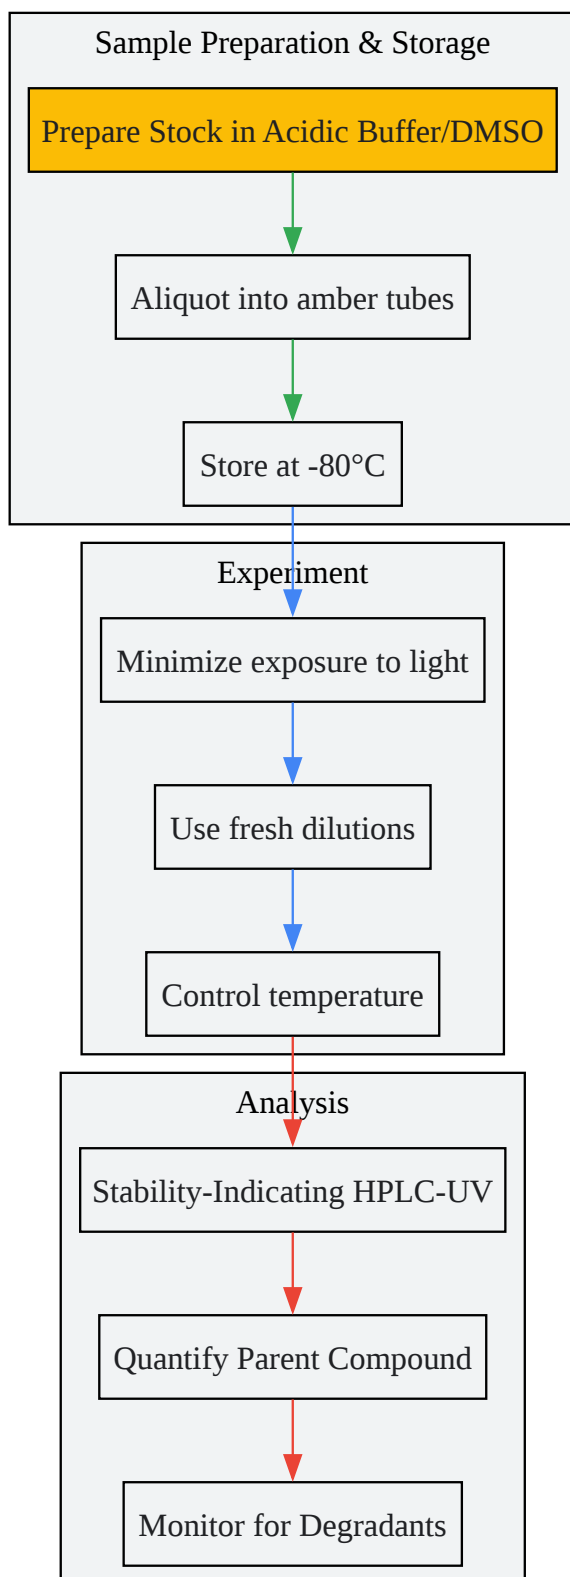 Sample Preparation & Storage
Prepare Stock in Acidic Buffer/DMSO
Aliquot into amber tubes
Store at -80°C
Experiment
Minimize exposure to light
Use fresh dilutions
Control temperature
Analysis
Stability-Indicating HPLC-UV
Quantify Parent Compound
Monitor for Degradants